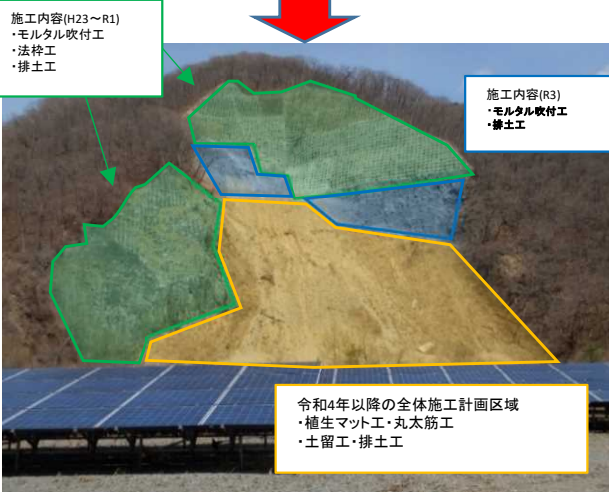 施工内容(H23～R1)
・モルタル吹付工
・法枠工
・排土工
施工内容(R3)
・モルタル吹付工
・排土工
令和4年以降の全体施工計画区域
・植生マット工・丸太筋工
・土留工・排土工